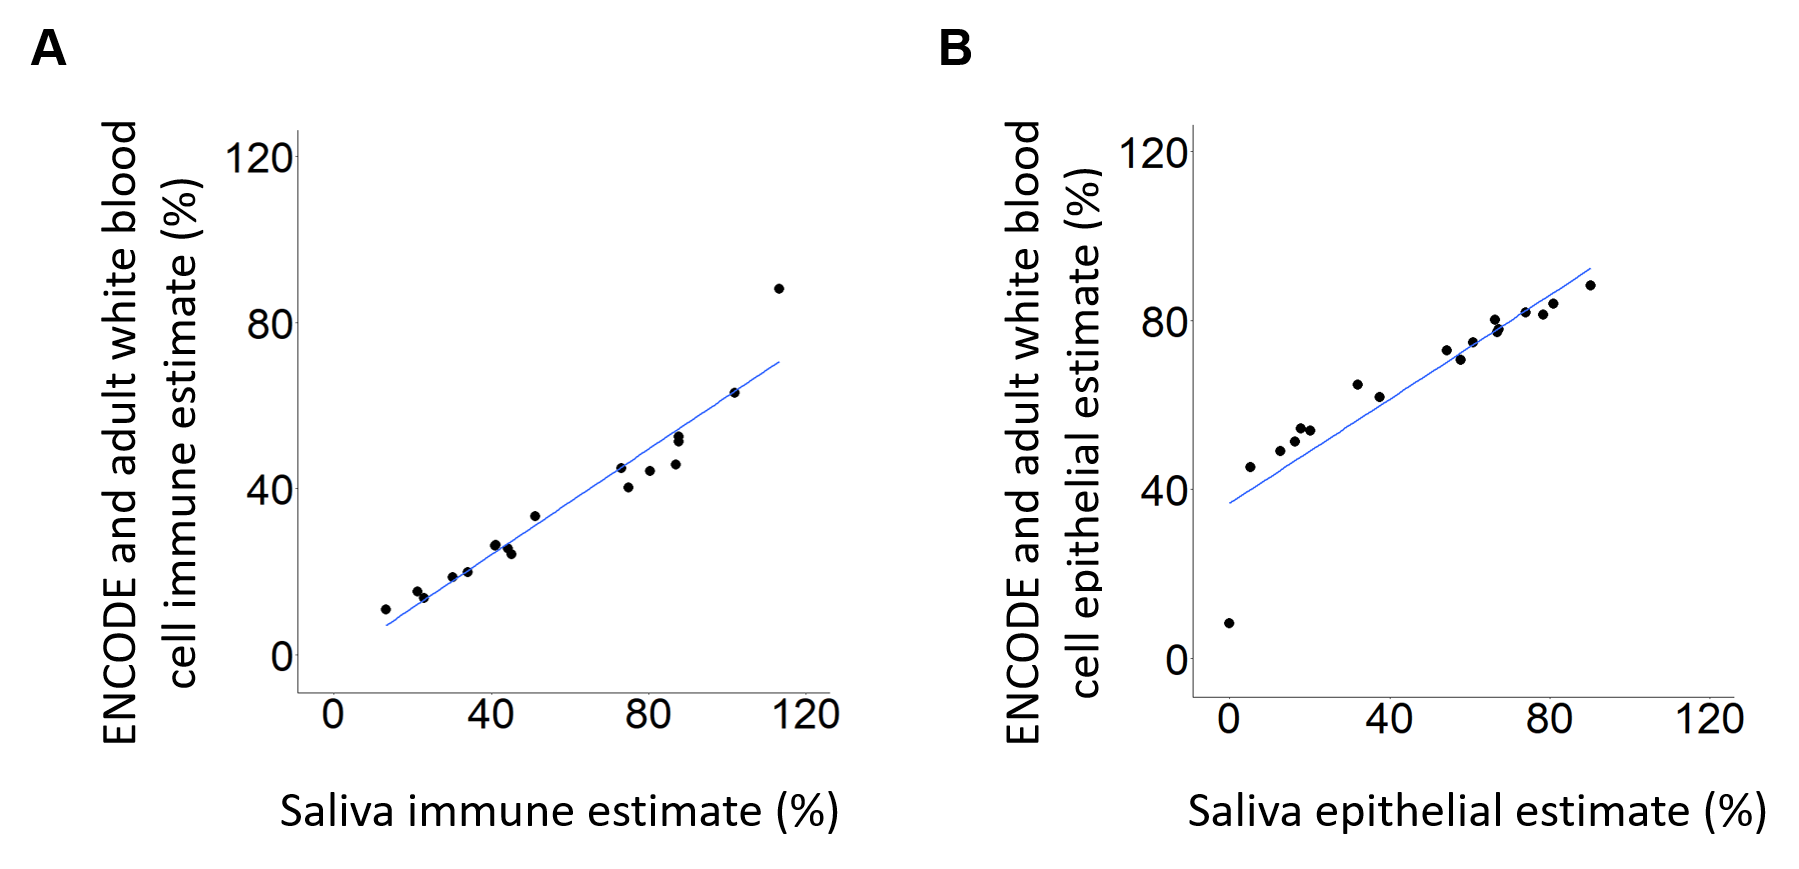 A
ENCODE and adult white blood
cell immune estimate (%)
120
80
40
0
0 40 80 120
Saliva immune estimate (%)
B
ENCODE and adult white blood
cell epithelial estimate (%)
120
80
40
0
0 40 80 120
Saliva epithelial estimate (%)